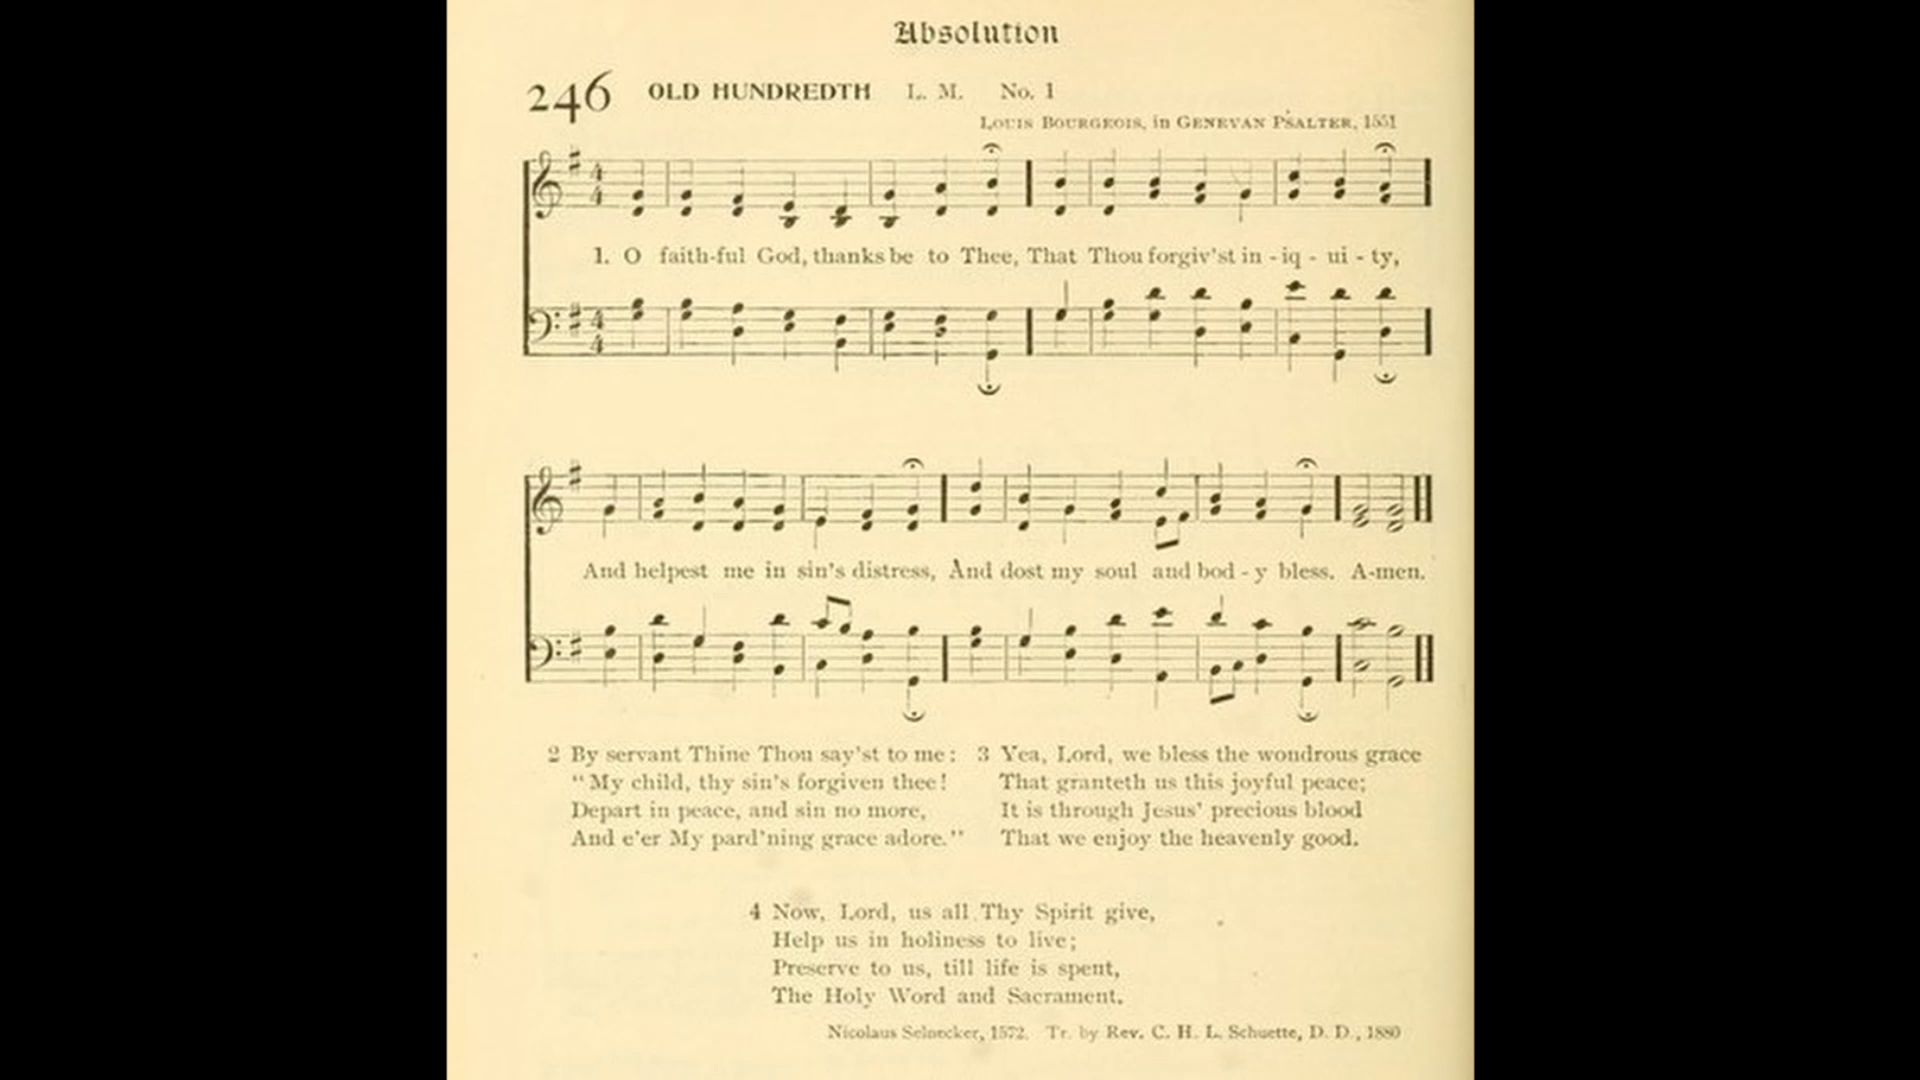 Absolution
246 OLD HUNDREDTH L. M. No. 1
LOUIS BOURGEOIS, in GENEVAN PSALTER, 1551
1. O faith-ful God, thanks be to Thee, That Thou forgiv'st in - iq - ui - ty,
And helpest me in sin's distress, And dost my soul and bod - y bless. A-men.
2 By servant Thine Thou say'st to me:
"My child, thy sin's forgiven thee!
Depart in peace, and sin no more,
And e'er My pard'ning grace adore."
3 Yea, Lord, we bless the wondrous grace
That granteth us this joyful peace;
It is through Jesus' precious blood
That we enjoy the heavenly good.
4 Now, Lord, us all Thy Spirit give,
Help us in holiness to live;
Preserve to us, till life is spent,
The Holy Word and Sacrament.
Nicolaus Selnecker, 1572. Tr. by Rev. C. H. L. Schuette, D. D., 1880